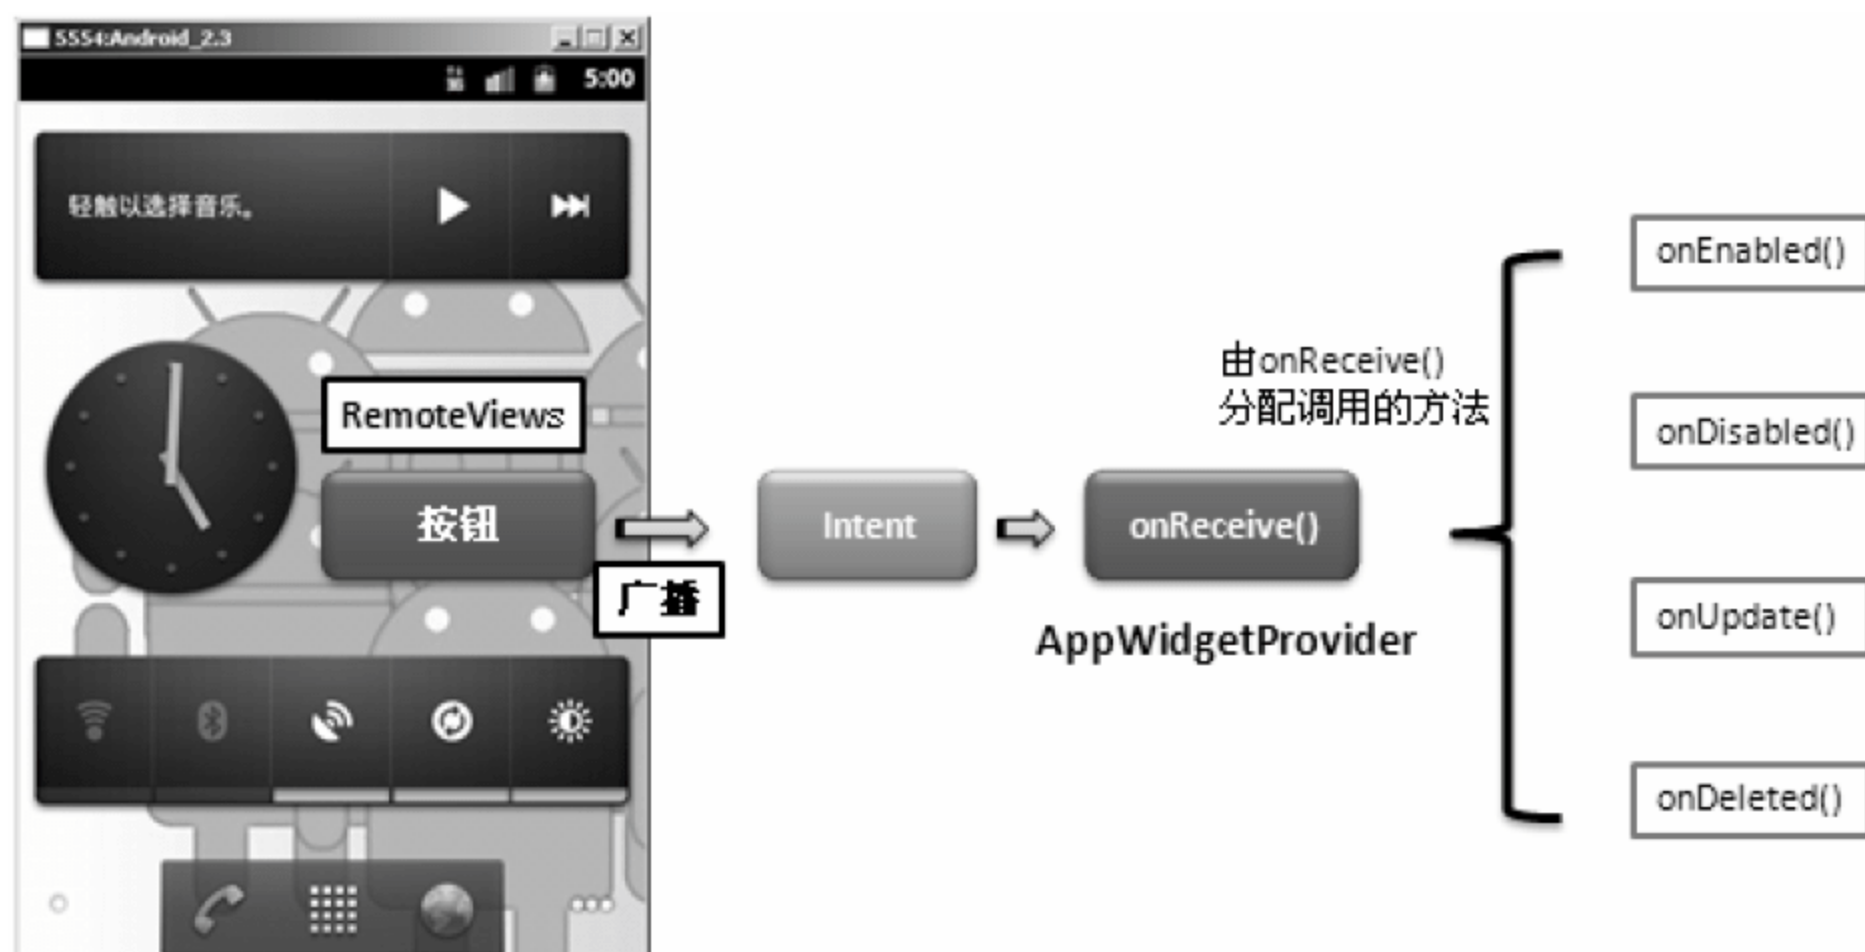 5554:Android_2.3
5:00
轻触以选择音乐。
RemoteViews
按钮
广播
Intent
onReceive()
AppWidgetProvider
由onReceive()
分配调用的方法
onEnabled()
onDisabled()
onUpdate()
onDeleted()